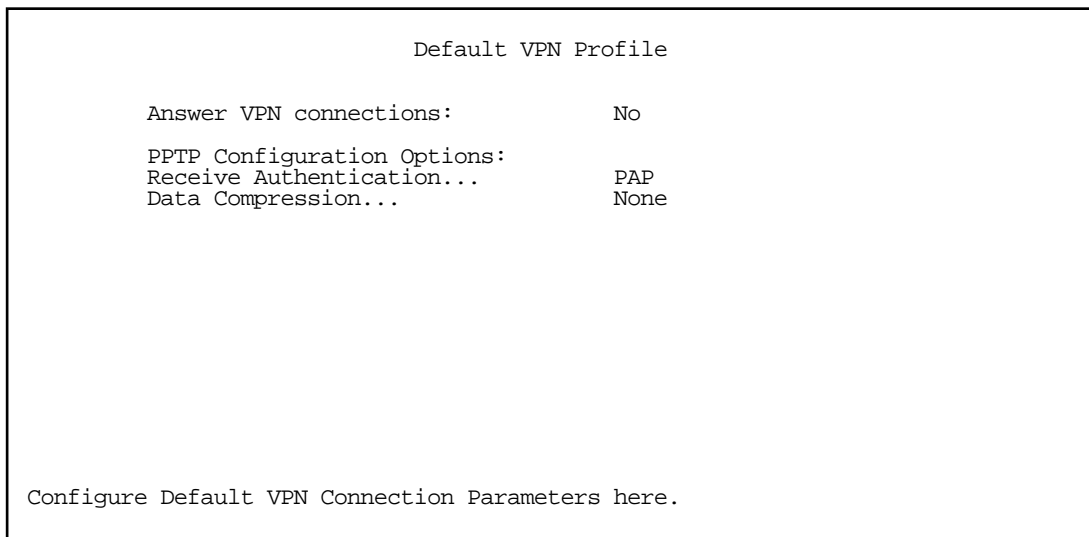 Default VPN Profile
Answer VPN connections: No
PPTP Configuration Options:
Receive Authentication... PAP
Data Compression... None
Configure Default VPN Connection Parameters here.